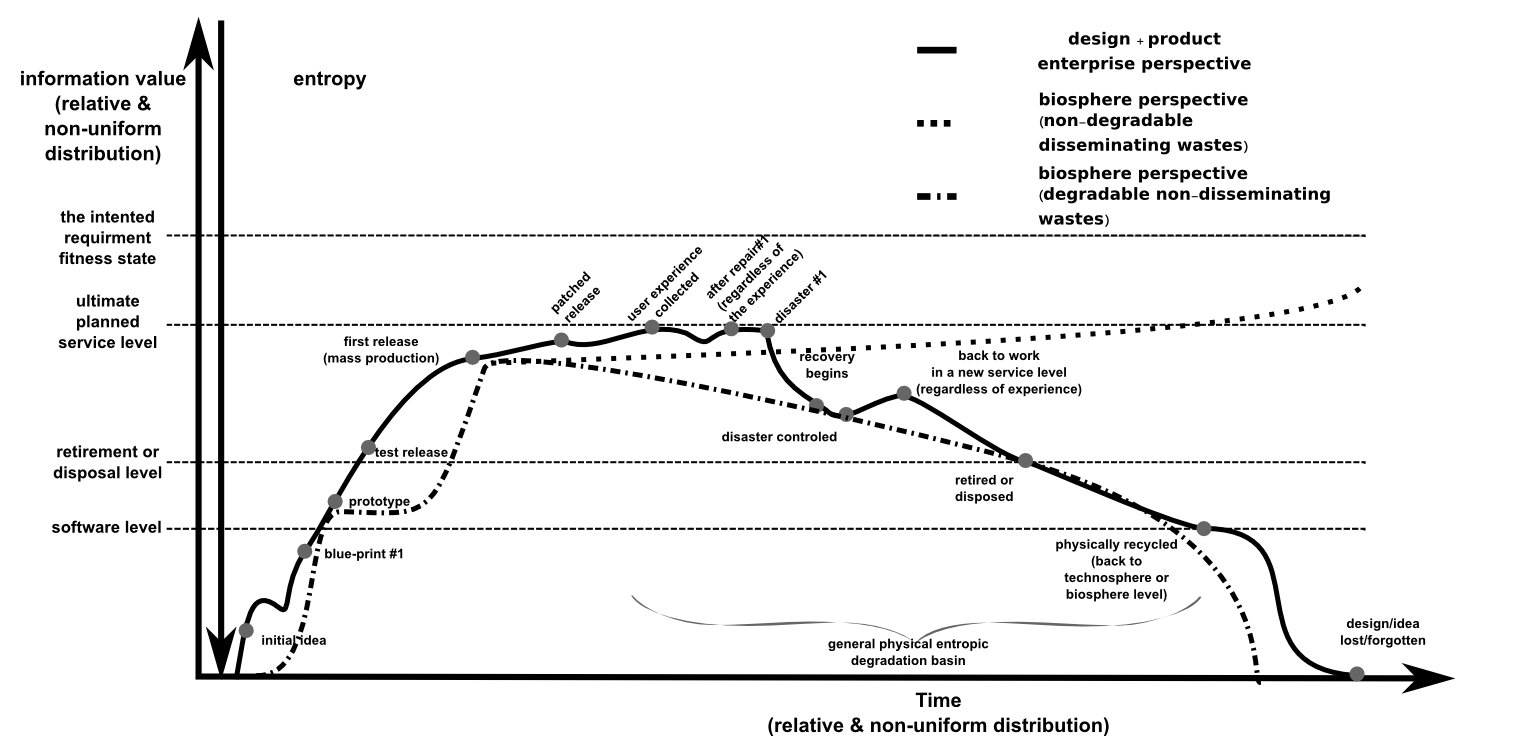 information value
(relative &
non-uniform
distribution)
entropy
design + product
enterprise perspective
biosphere perspective
(non-degradable
disseminating wastes)
biosphere perspective
(degradable non-disseminating
wastes)
the intented
requirment
fitness state
ultimate
planned
service level
retirement or
disposal level
software level
initial idea
blue-print #1
prototype
test release
first release
(mass production)
patched
release
user experience
collected
after repair#1
(regardless of
the experience)
disaster #1
recovery
begins
disaster controled
back to work
in a new service level
(regardless of experience)
retired or
disposed
physically recycled
(back to
technosphere or
biosphere level)
general physical entropic
degradation basin
design/idea
lost/forgotten
Time
(relative & non-uniform distribution)